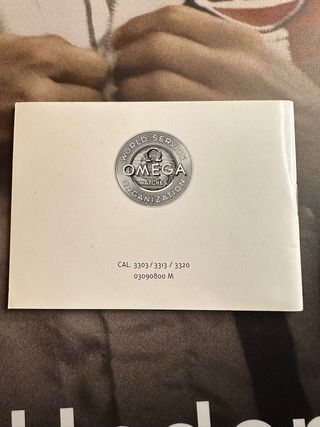 WORLD SERVICE
Ω
OMEGA
WATCHES
ORGANIZATION
CAL. 3303 / 3313 / 3320
03090800 M